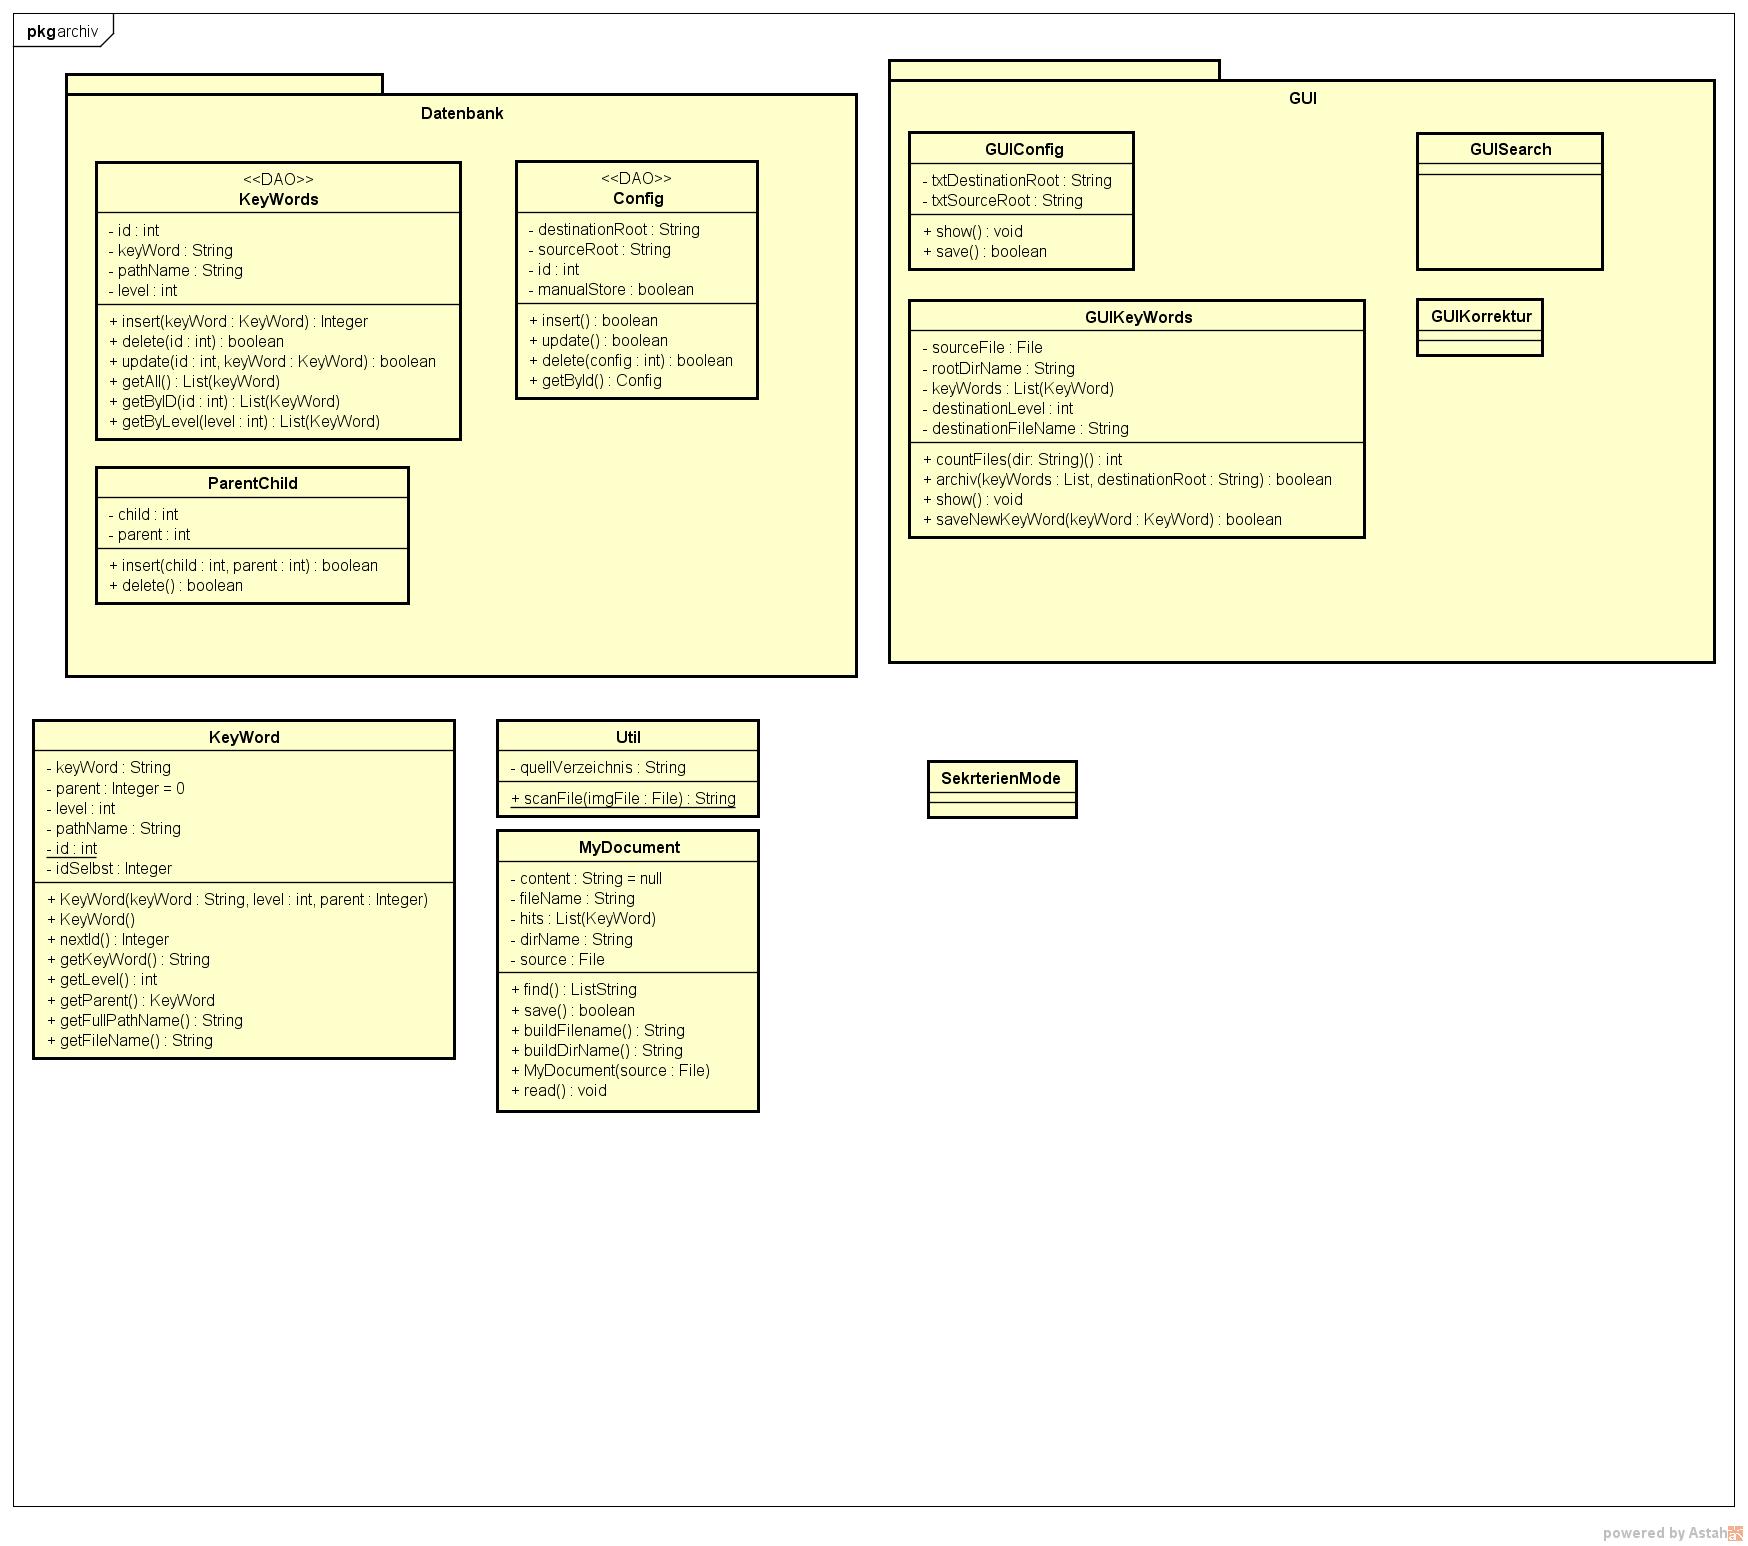 pkg archiv
Datenbank
<<DAO>>
KeyWords
- id : int
- keyWord : String
- pathName : String
- level : int
+ insert(keyWord : KeyWord) : Integer
+ delete(id : int) : boolean
+ update(id : int, keyWord : KeyWord) : boolean
+ getAll() : List(keyWord)
+ getByID(id : int) : List(KeyWord)
+ getByLevel(level : int) : List(KeyWord)
<<DAO>>
Config
- destinationRoot : String
- sourceRoot : String
- id : int
- manualStore : boolean
+ insert() : boolean
+ update() : boolean
+ delete(config : int) : boolean
+ getById() : Config
ParentChild
- child : int
- parent : int
+ insert(child : int, parent : int) : boolean
+ delete() : boolean
GUI
GUIConfig
- txtDestinationRoot : String
- txtSourceRoot : String
+ show() : void
+ save() : boolean
GUISearch
GUIKeyWords
- sourceFile : File
- rootDirName : String
- keyWords : List(KeyWord)
- destinationLevel : int
- destinationFileName : String
+ countFiles(dir: String)() : int
+ archiv(keyWords : List, destinationRoot : String) : boolean
+ show() : void
+ saveNewKeyWord(keyWord : KeyWord) : boolean
GUIKorrektur
KeyWord
- keyWord : String
- parent : Integer = 0
- level : int
- pathName : String
- id : int
- idSelbst : Integer
+ KeyWord(keyWord : String, level : int, parent : Integer)
+ KeyWord()
+ nextId() : Integer
+ getKeyWord() : String
+ getLevel() : int
+ getParent() : KeyWord
+ getFullPathName() : String
+ getFileName() : String
Util
- quellVerzeichnis : String
+ scanFile(imgFile : File) : String
MyDocument
- content : String = null
- fileName : String
- hits : List(KeyWord)
- dirName : String
- source : File
+ find() : ListString
+ save() : boolean
+ buildFilename() : String
+ buildDirName() : String
+ MyDocument(source : File)
+ read() : void
SekrterienMode
powered by Astah